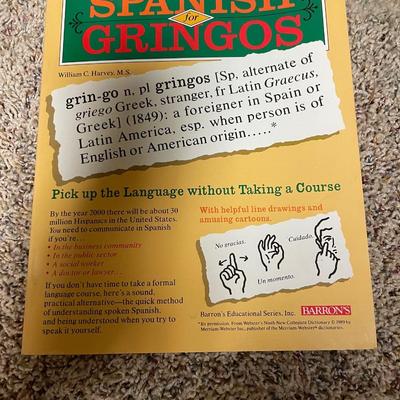 SPANISH
for
GRINGOS
William C. Harvey, M.S.
grin-go n, pl gringos [Sp, alternate of
griego Greek, stranger, fr Latin Graecus,
Greek] (1849): a foreigner in Spain or
Latin America, esp. when person is of
English or American origin.....*
Pick up the Language without Taking a Course
By the year 2000 there will be about 30
million Hispanics in the United States.
You need to communicate in Spanish
if you're...
• In the business community
• In the public sector
• A social worker
• A doctor or lawyer...
If you don't have time to take a formal
language course, here's a sound,
practical alternative—the quick method
of understanding spoken Spanish,
and being understood when you try to
speak it yourself.
With helpful line drawings and
amusing cartoons.
No gracias.
Cuidado.
Un momento.
Barron's Educational Series, Inc.
BARRON'S
*By permission. From Webster's Ninth New Collegiate Dictionary © 1989 by
Merriam-Webster Inc., publisher of the Merriam-Webster® dictionaries.